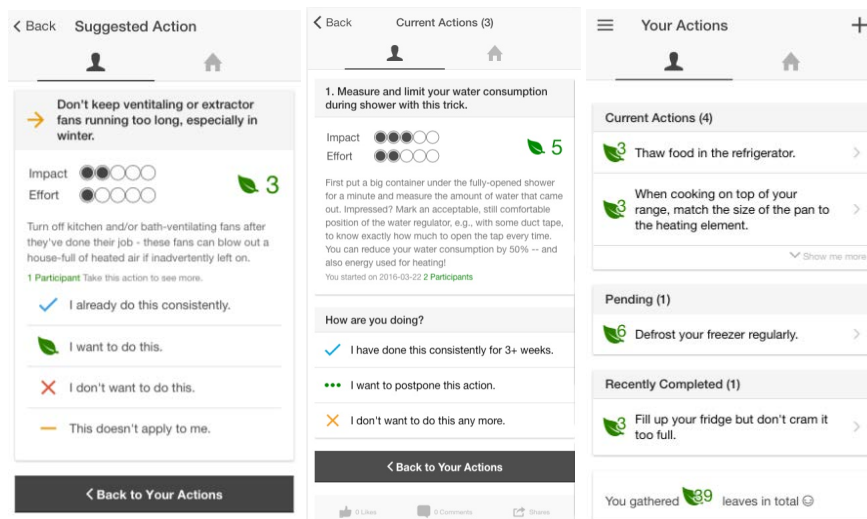 Back Suggested Action
Don't keep ventitaling or extractor
fans running too long, especially in
winter.
Impact
Effort
3
Turn off kitchen and/or bath-ventilating fans after
they've done their job - these fans can blow out a
house-full of heated air if inadvertently left on.
1 Participant Take this action to see more.
I already do this consistently.
I want to do this.
I don't want to do this.
This doesn't apply to me.
Back to Your Actions
Back Current Actions (3)
1. Measure and limit your water consumption
during shower with this trick.
Impact
Effort
5
First put a big container under the fully-opened shower
for a minute and measure the amount of water that came
out. Impressed? Mark an acceptable, still comfortable
position of the water regulator, e.g., with some duct tape,
to know exactly how much to open the tap every time.
You can reduce your water consumption by 50% -- and
also energy used for heating!
You started on 2016-03-22 2 Participants
How are you doing?
I have done this consistently for 3+ weeks.
I want to postpone this action.
I don't want to do this any more.
Back to Your Actions
0 Likes 0 Comments Shares
Your Actions
Current Actions (4)
3 Thaw food in the refrigerator.
When cooking on top of your
3 range, match the size of the pan to
the heating element.
Show me more
Pending (1)
6 Defrost your freezer regularly.
Recently Completed (1)
3 Fill up your fridge but don't cram it
too full.
You gathered 39 leaves in total